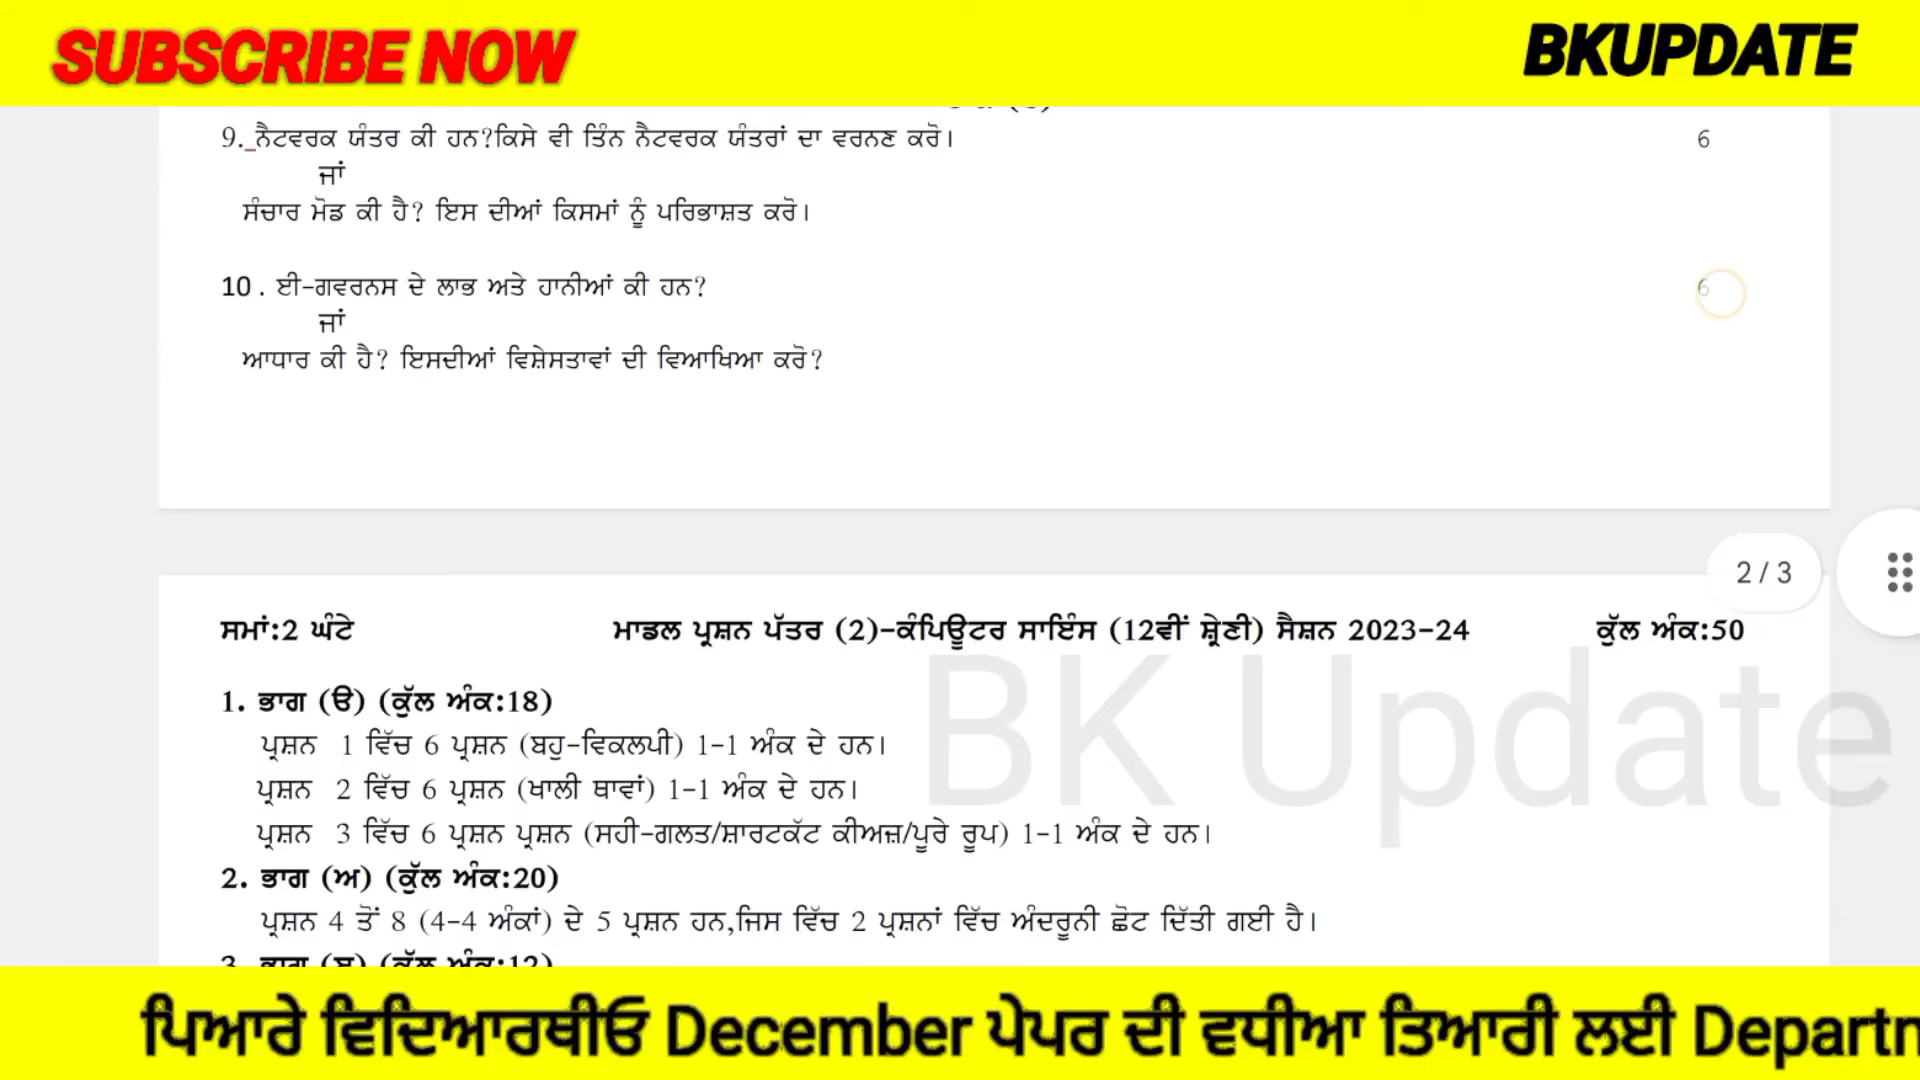 SUBSCRIBE NOW
BKUPDATE
9. ਨੈਟਵਰਕ ਯੰਤਰ ਕੀ ਹਨ?ਕਿਸੇ ਵੀ ਤਿੰਨ ਨੈਟਵਰਕ ਯੰਤਰਾਂ ਦਾ ਵਰਨਣ ਕਰੋ। 6
ਜਾਂ
ਸੰਚਾਰ ਮੋਡ ਕੀ ਹੈ? ਇਸ ਦੀਆਂ ਕਿਸਮਾਂ ਨੂੰ ਪਰਿਭਾਸ਼ਤ ਕਰੋ।
10 . ਈ-ਗਵਰਨਸ ਦੇ ਲਾਭ ਅਤੇ ਹਾਨੀਆਂ ਕੀ ਹਨ? 6
ਜਾਂ
ਆਧਾਰ ਕੀ ਹੈ? ਇਸਦੀਆਂ ਵਿਸ਼ੇਸਤਾਵਾਂ ਦੀ ਵਿਆਖਿਆ ਕਰੋ?
2 / 3
ਸਮਾਂ:2 ਘੰਟੇ ਮਾਡਲ ਪ੍ਰਸ਼ਨ ਪੱਤਰ (2)-ਕੰਪਿਊਟਰ ਸਾਇੰਸ (12ਵੀਂ ਸ਼੍ਰੇਣੀ) ਸੈਸ਼ਨ 2023-24 ਕੁੱਲ ਅੰਕ:50
BK Update
1. ਭਾਗ (ੳ) (ਕੁੱਲ ਅੰਕ:18)
ਪ੍ਰਸ਼ਨ 1 ਵਿੱਚ 6 ਪ੍ਰਸ਼ਨ (ਬਹੁ-ਵਿਕਲਪੀ) 1-1 ਅੰਕ ਦੇ ਹਨ।
ਪ੍ਰਸ਼ਨ 2 ਵਿੱਚ 6 ਪ੍ਰਸ਼ਨ (ਖਾਲੀ ਥਾਵਾਂ) 1-1 ਅੰਕ ਦੇ ਹਨ।
ਪ੍ਰਸ਼ਨ 3 ਵਿੱਚ 6 ਪ੍ਰਸ਼ਨ ਪ੍ਰਸ਼ਨ (ਸਹੀ-ਗਲਤ/ਸ਼ਾਰਟਕੱਟ ਕੀਅਜ਼/ਪੂਰੇ ਰੂਪ) 1-1 ਅੰਕ ਦੇ ਹਨ।
2. ਭਾਗ (ਅ) (ਕੁੱਲ ਅੰਕ:20)
ਪ੍ਰਸ਼ਨ 4 ਤੋਂ 8 (4-4 ਅੰਕਾਂ) ਦੇ 5 ਪ੍ਰਸ਼ਨ ਹਨ,ਜਿਸ ਵਿੱਚ 2 ਪ੍ਰਸ਼ਨਾਂ ਵਿੱਚ ਅੰਦਰੂਨੀ ਛੋਟ ਦਿੱਤੀ ਗਈ ਹੈ।
3. ਭਾਗ (ੲ) (ਕੁੱਲ ਅੰਕ:12)
ਪਿਆਰੇ ਵਿਦਿਆਰਥੀਓ December ਪੇਪਰ ਦੀ ਵਧੀਆ ਤਿਆਰੀ ਲਈ Departn